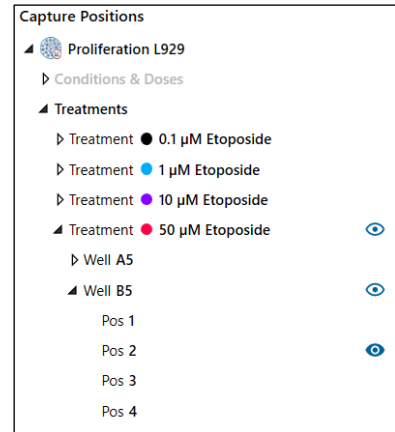 Capture Positions
Proliferation L929
Conditions & Doses
Treatments
Treatment 0.1 µM Etoposide
Treatment 1 µM Etoposide
Treatment 10 µM Etoposide
Treatment 50 µM Etoposide
Well A5
Well B5
Pos 1
Pos 2
Pos 3
Pos 4